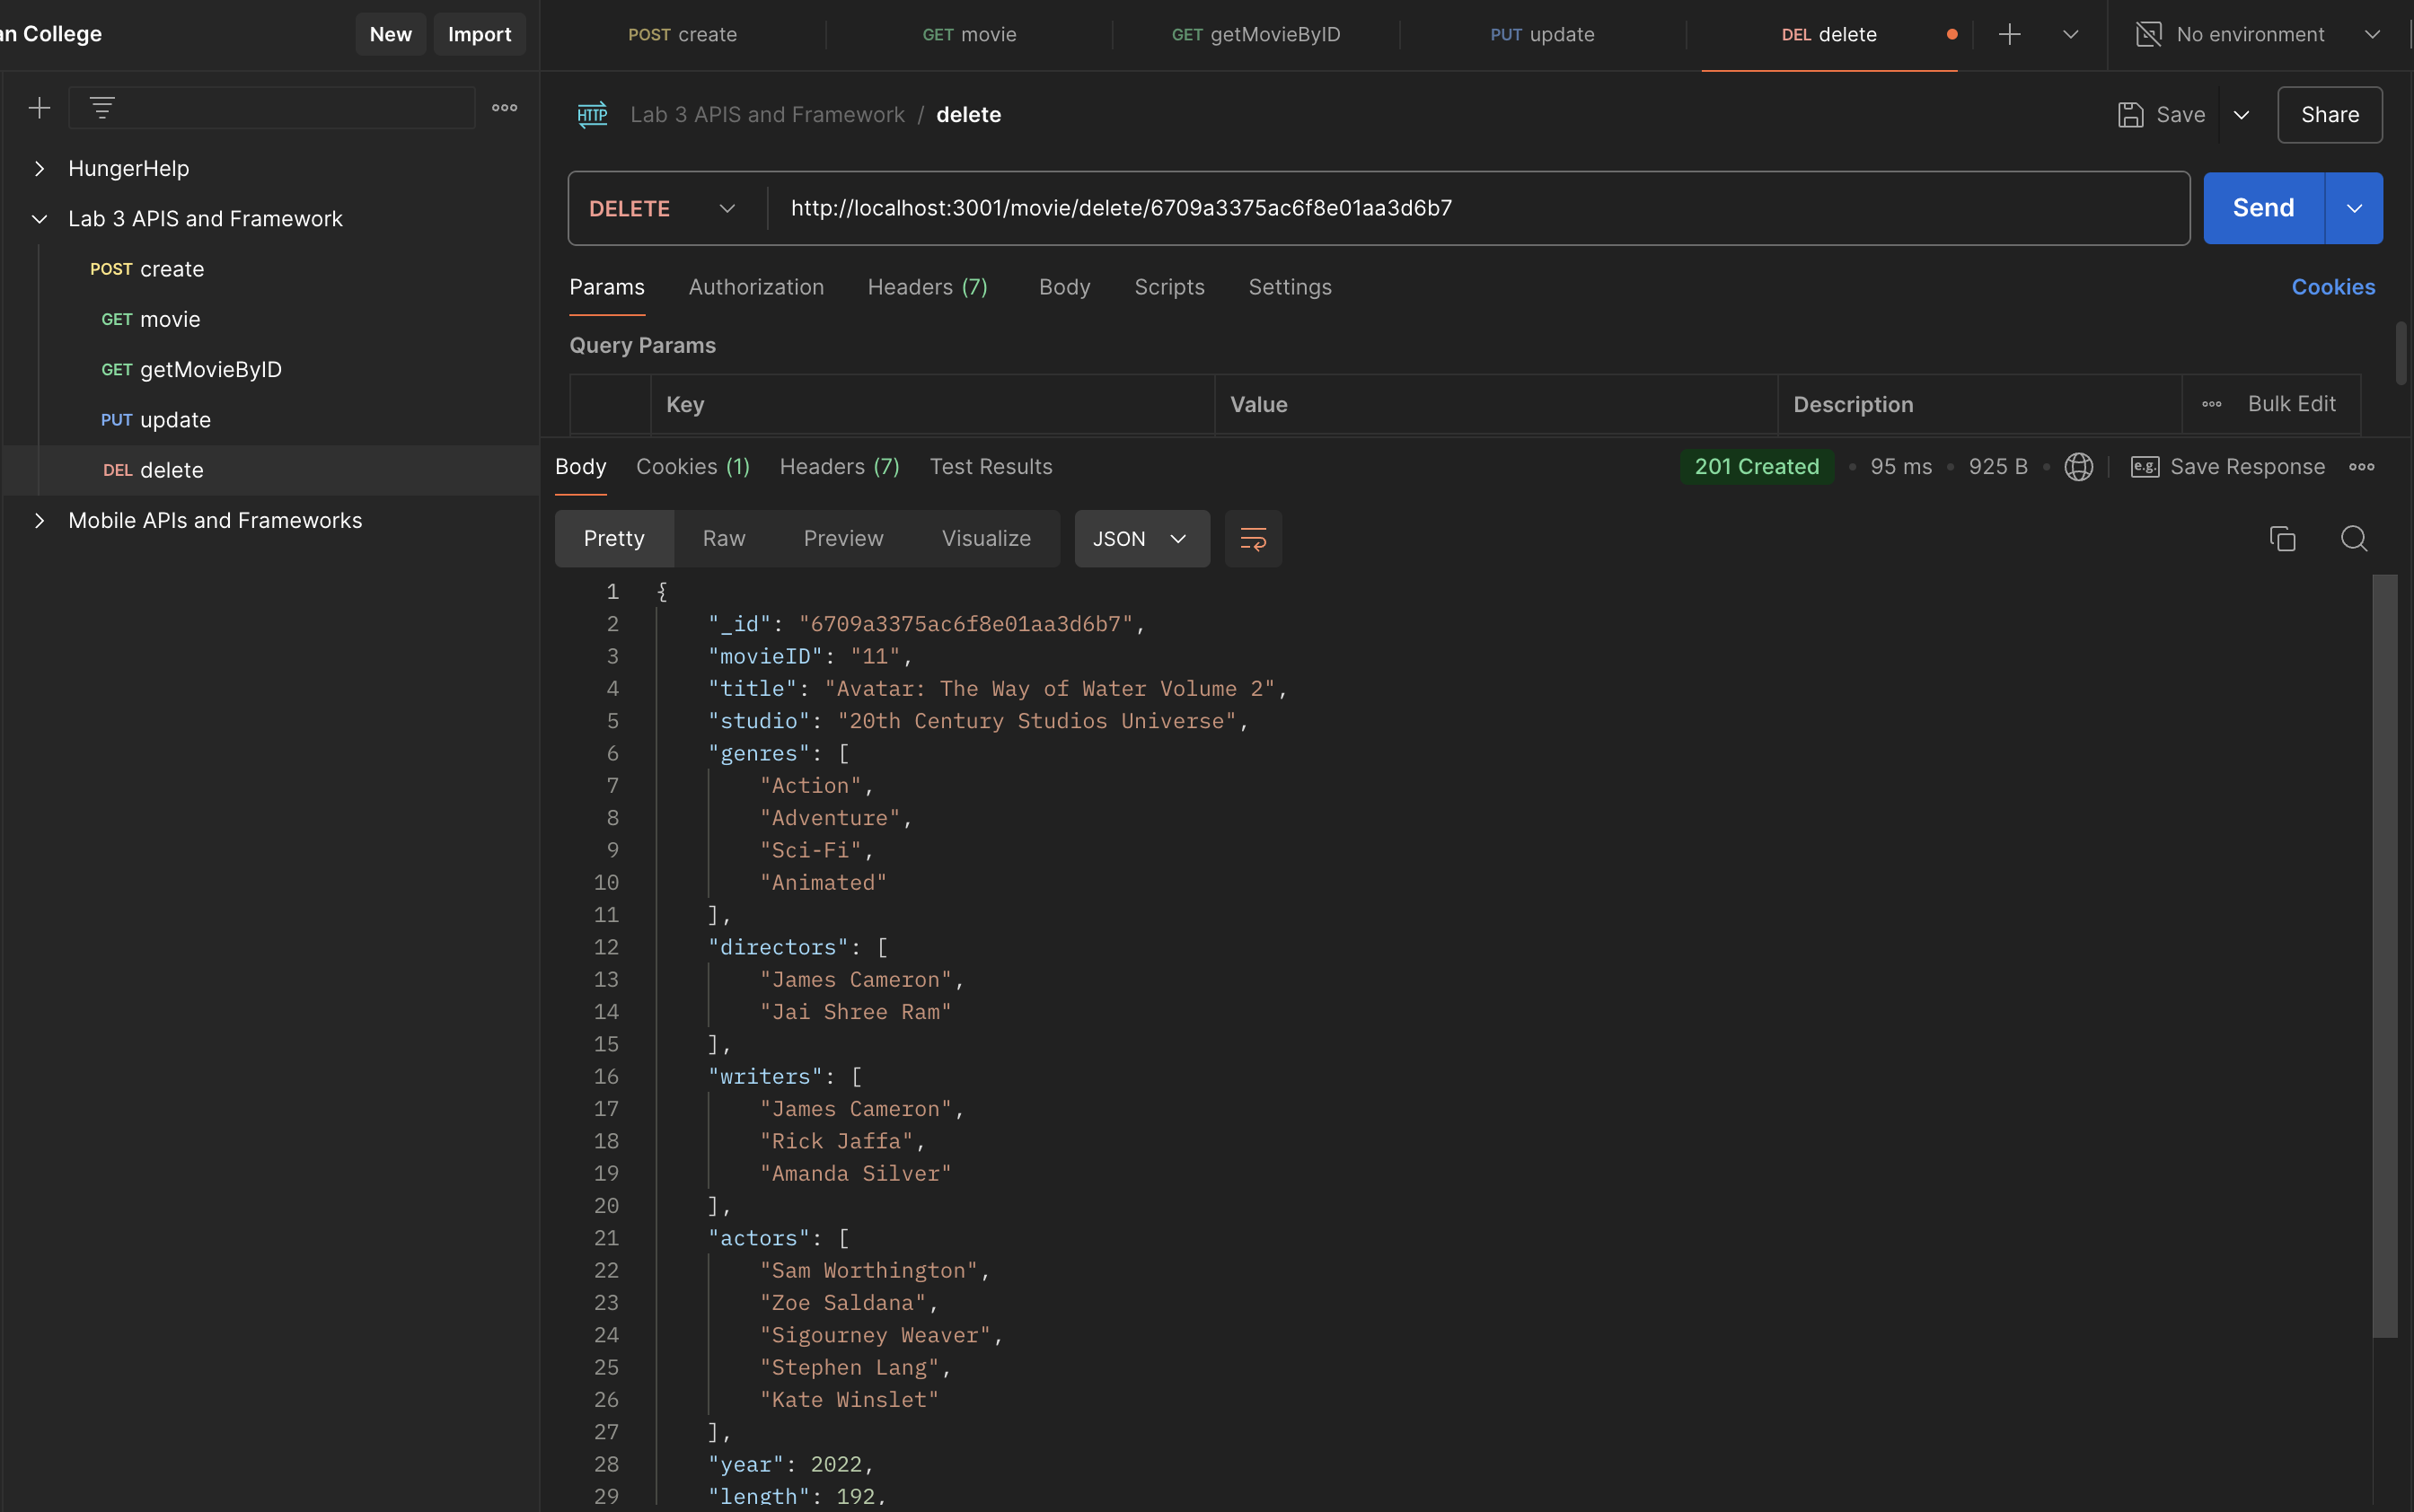 an College
New
Import
POST create
GET movie
GET getMovieByID
PUT update
DEL delete
No environment
HungerHelp
Lab 3 APIS and Framework
POST create
GET movie
GET getMovieByID
PUT update
DEL delete
Mobile APIs and Frameworks
HTTP
Lab 3 APIS and Framework / delete
Save
Share
DELETE
http://localhost:3001/movie/delete/6709a3375ac6f8e01aa3d6b7
Send
Params
Authorization
Headers (7)
Body
Scripts
Settings
Cookies
Query Params
Key
Value
Description
Bulk Edit
Body
Cookies (1)
Headers (7)
Test Results
201 Created
95 ms
925 B
e.g.
Save Response
Pretty
Raw
Preview
Visualize
JSON
1 {
2 "_id": "6709a3375ac6f8e01aa3d6b7",
3 "movieID": "11",
4 "title": "Avatar: The Way of Water Volume 2",
5 "studio": "20th Century Studios Universe",
6 "genres": [
7 "Action",
8 "Adventure",
9 "Sci-Fi",
10 "Animated"
11 ],
12 "directors": [
13 "James Cameron",
14 "Jai Shree Ram"
15 ],
16 "writers": [
17 "James Cameron",
18 "Rick Jaffa",
19 "Amanda Silver"
20 ],
21 "actors": [
22 "Sam Worthington",
23 "Zoe Saldana",
24 "Sigourney Weaver",
25 "Stephen Lang",
26 "Kate Winslet"
27 ],
28 "year": 2022,
29 "length": 192,